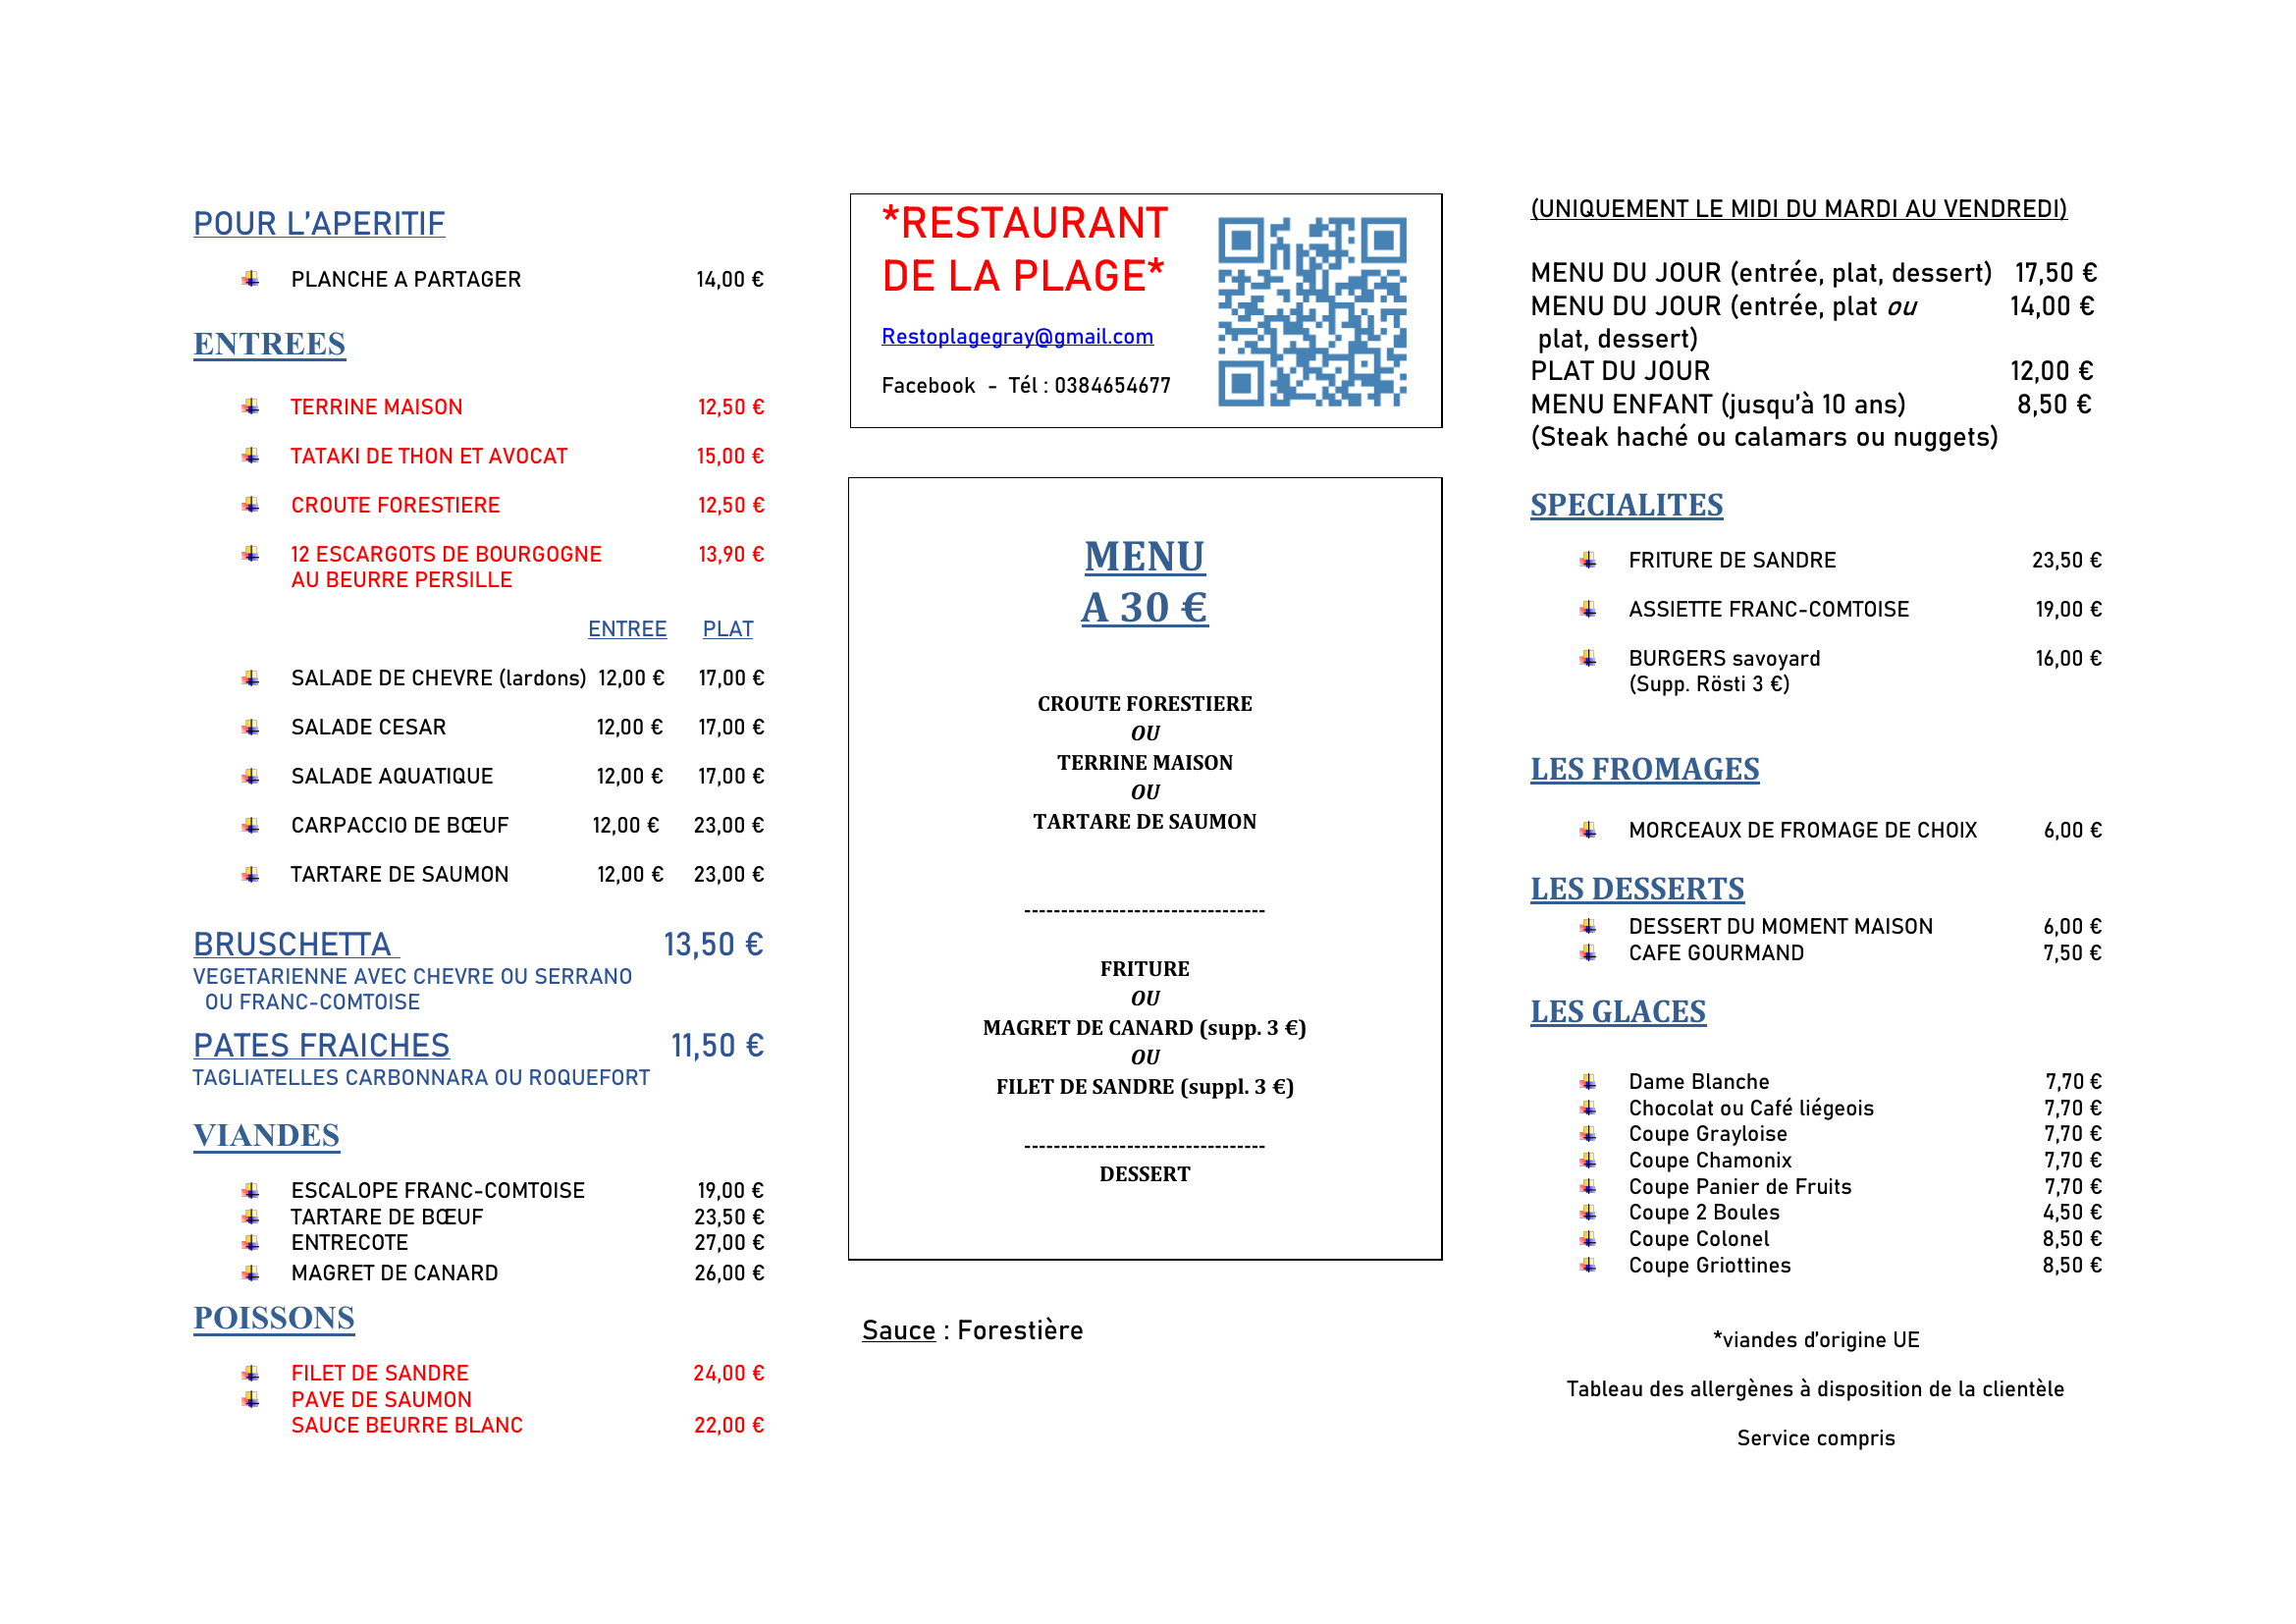 POUR L'APERITIF
PLANCHE A PARTAGER 14,00 €
ENTREES
TERRINE MAISON 12,50 €
TATAKI DE THON ET AVOCAT 15,00 €
CROUTE FORESTIERE 12,50 €
12 ESCARGOTS DE BOURGOGNE 13,90 €
AU BEURRE PERSILLE
ENTREE PLAT
SALADE DE CHEVRE (lardons) 12,00 € 17,00 €
SALADE CESAR 12,00 € 17,00 €
SALADE AQUATIQUE 12,00 € 17,00 €
CARPACCIO DE BŒUF 12,00 € 23,00 €
TARTARE DE SAUMON 12,00 € 23,00 €
BRUSCHETTA 13,50 €
VEGETARIENNE AVEC CHEVRE OU SERRANO
OU FRANC-COMTOISE
PATES FRAICHES 11,50 €
TAGLIATELLES CARBONNARA OU ROQUEFORT
VIANDES
ESCALOPE FRANC-COMTOISE 19,00 €
TARTARE DE BŒUF 23,50 €
ENTRECOTE 27,00 €
MAGRET DE CANARD 26,00 €
POISSONS
FILET DE SANDRE 24,00 €
PAVE DE SAUMON
SAUCE BEURRE BLANC 22,00 €
*RESTAURANT
DE LA PLAGE*
Restoplagegray@gmail.com
Facebook - Tél : 0384654677
MENU
A 30 €
CROUTE FORESTIERE
OU
TERRINE MAISON
OU
TARTARE DE SAUMON
---------------------------------
FRITURE
OU
MAGRET DE CANARD (supp. 3 €)
OU
FILET DE SANDRE (suppl. 3 €)
---------------------------------
DESSERT
Sauce : Forestière
(UNIQUEMENT LE MIDI DU MARDI AU VENDREDI)
MENU DU JOUR (entrée, plat, dessert) 17,50 €
MENU DU JOUR (entrée, plat ou 14,00 €
plat, dessert)
PLAT DU JOUR 12,00 €
MENU ENFANT (jusqu'à 10 ans) 8,50 €
(Steak haché ou calamars ou nuggets)
SPECIALITES
FRITURE DE SANDRE 23,50 €
ASSIETTE FRANC-COMTOISE 19,00 €
BURGERS savoyard 16,00 €
(Supp. Rösti 3 €)
LES FROMAGES
MORCEAUX DE FROMAGE DE CHOIX 6,00 €
LES DESSERTS
DESSERT DU MOMENT MAISON 6,00 €
CAFE GOURMAND 7,50 €
LES GLACES
Dame Blanche 7,70 €
Chocolat ou Café liégeois 7,70 €
Coupe Grayloise 7,70 €
Coupe Chamonix 7,70 €
Coupe Panier de Fruits 7,70 €
Coupe 2 Boules 4,50 €
Coupe Colonel 8,50 €
Coupe Griottines 8,50 €
*viandes d'origine UE
Tableau des allergènes à disposition de la clientèle
Service compris